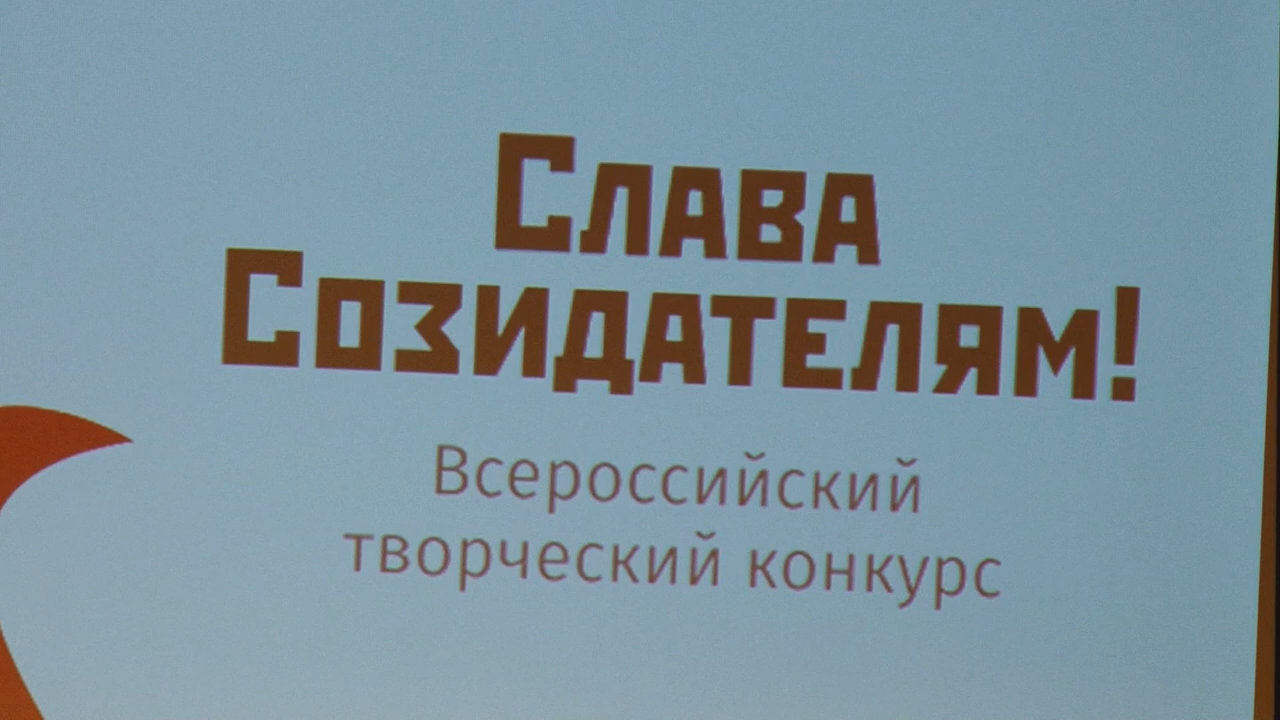 Слава
Созидателям!
Всероссийский
творческий конкурс